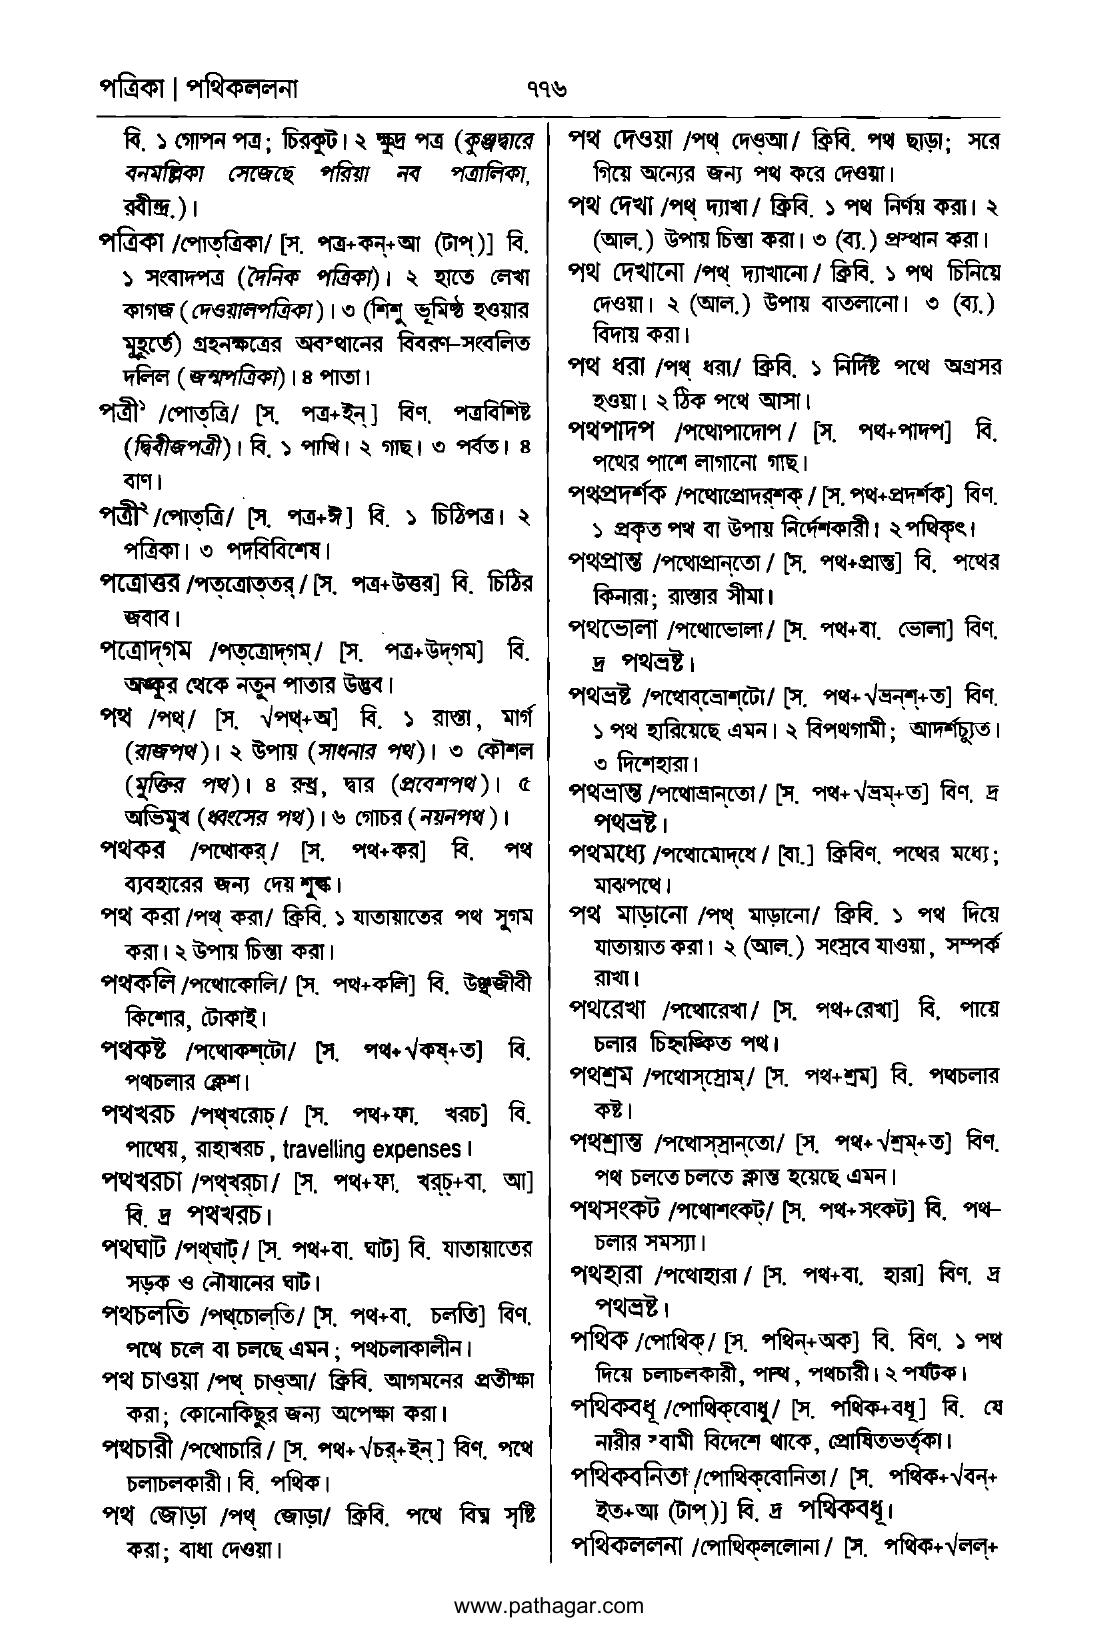 পত্রিকা | পথিকললনা
৭৭৬
বি. ১ গোপন পত্র; চিরকুট। ২ ক্ষুদ্র পত্র (কুঞ্জদ্বারে
বনমল্লিকা সেজেছে পরিয়া নব পত্রালিকা,
রবীন্দ্র.)।
পত্রিকা /পোত্‌ত্রিকা/ [স. পত্র+কন্‌+আ (টাপ্‌)] বি.
১ সংবাদপত্র (দৈনিক পত্রিকা)। ২ হাতে লেখা
কাগজ (দেওয়ালপত্রিকা)। ৩ (শিশু ভূমিষ্ঠ হওয়ার
মুহূর্তে) গ্রহনক্ষত্রের অবস্থানের বিবরণ-সংবলিত
দলিল (জন্মপত্রিকা)। ৪ পাতা।
পত্রী১ /পোত্‌ত্রি/ [স. পত্র+ইন্‌] বিণ. পত্রবিশিষ্ট
(দ্বিবীজপত্রী)। বি. ১ পাখি। ২ গাছ। ৩ পর্বত। ৪
বাণ।
পত্রী২ /পোত্‌ত্রি/ [স. পত্র+ঈ] বি. ১ চিঠিপত্র। ২
পত্রিকা। ৩ পদবিবিশেষ।
পত্রোত্তর /পত্‌ত্রোত্‌তর্‌/ [স. পত্র+উত্তর] বি. চিঠির
জবাব।
পত্রোদ্‌গম /পত্‌ত্রোদ্‌গম্‌/ [স. পত্র+উদ্‌গম] বি.
অঙ্কুর থেকে নতুন পাতার উদ্ভব।
পথ /পথ্‌/ [স. √পথ্‌+অ] বি. ১ রাস্তা, মার্গ
(রাজপথ)। ২ উপায় (সাধনার পথ)। ৩ কৌশল
(মুক্তির পথ)। ৪ রন্ধ্র, দ্বার (প্রবেশপথ)। ৫
অভিমুখ (ধ্বংসের পথ)। ৬ গোচর (নয়নপথ)।
পথকর /পথোকর্‌/ [স. পথ+কর] বি. পথ
ব্যবহারের জন্য দেয় শুল্ক।
পথ করা /পথ্‌ করা/ ক্রিবি. ১ যাতায়াতের পথ সুগম
করা। ২ উপায় চিন্তা করা।
পথকলি /পথোকোলি/ [স. পথ+কলি] বি. উঞ্ছজীবী
কিশোর, টোকাই।
পথকষ্ট /পথোকশ্‌টো/ [স. পথ+√কষ্‌+ত] বি.
পথচলার ক্লেশ।
পথখরচ /পথ্‌খরোচ্‌/ [স. পথ+ফা. খরচ] বি.
পাথেয়, রাহাখরচ, travelling expenses।
পথখরচা /পথ্‌খর্‌চা/ [স. পথ+ফা. খর্‌চ্‌+বা. আ]
বি. দ্র পথখরচ।
পথঘাট /পথ্‌ঘাট্‌/ [স. পথ+বা. ঘাট] বি. যাতায়াতের
সড়ক ও নৌযানের ঘাট।
পথচলতি /পথ্‌চোল্‌তি/ [স. পথ+বা. চলতি] বিণ.
পথে চলে বা চলছে এমন; পথচলাকালীন।
পথ চাওয়া /পথ্‌ চাও্‌আ/ ক্রিবি. আগমনের প্রতীক্ষা
করা; কোনোকিছুর জন্য অপেক্ষা করা।
পথচারী /পথোচারি/ [স. পথ+√চর্‌+ইন্‌] বিণ. পথে
চলাচলকারী। বি. পথিক।
পথ জোড়া /পথ্‌ জোড়া/ ক্রিবি. পথে বিঘ্ন সৃষ্টি
করা; বাধা দেওয়া।
পথ দেওয়া /পথ্‌ দেও্‌আ/ ক্রিবি. পথ ছাড়া; সরে
গিয়ে অন্যের জন্য পথ করে দেওয়া।
পথ দেখা /পথ্‌ দ্যাখা/ ক্রিবি. ১ পথ নির্ণয় করা। ২
(আল.) উপায় চিন্তা করা। ৩ (ব্য.) প্রস্থান করা।
পথ দেখানো /পথ্‌ দ্যাখানো/ ক্রিবি. ১ পথ চিনিয়ে
দেওয়া। ২ (আল.) উপায় বাতলানো। ৩ (ব্য.)
বিদায় করা।
পথ ধরা /পথ্‌ ধরা/ ক্রিবি. ১ নির্দিষ্ট পথে অগ্রসর
হওয়া। ২ ঠিক পথে আসা।
পথপাদপ /পথোপাদোপ/ [স. পথ+পাদপ] বি.
পথের পাশে লাগানো গাছ।
পথপ্রদর্শক /পথোপ্রোদর্‌শক্‌/ [স. পথ+প্রদর্শক] বিণ.
১ প্রকৃত পথ বা উপায় নির্দেশকারী। ২ পথিকৃৎ।
পথপ্রান্ত /পথোপ্রান্‌তো/ [স. পথ+প্রান্ত] বি. পথের
কিনারা; রাস্তার সীমা।
পথভোলা /পথোভোলা/ [স. পথ+বা. ভোলা] বিণ.
দ্র পথভ্রষ্ট।
পথভ্রষ্ট /পথোব্‌ভ্রোশ্‌টো/ [স. পথ+√ভ্রন্‌শ্‌+ত] বিণ.
১ পথ হারিয়েছে এমন। ২ বিপথগামী; আদর্শচ্যুত।
৩ দিশেহারা।
পথভ্রান্ত /পথোভ্রান্‌তো/ [স. পথ+√ভ্রম্‌+ত] বিণ. দ্র
পথভ্রষ্ট।
পথমধ্যে /পথোমোদ্‌ধে/ [বা.] ক্রিবিণ. পথের মধ্যে;
মাঝপথে।
পথ মাড়ানো /পথ্‌ মাড়ানো/ ক্রিবি. ১ পথ দিয়ে
যাতায়াত করা। ২ (আল.) সংস্রবে যাওয়া, সম্পর্ক
রাখা।
পথরেখা /পথোরেখা/ [স. পথ+রেখা] বি. পায়ে
চলার চিহ্নাঙ্কিত পথ।
পথশ্রম /পথোস্‌স্রোম্‌/ [স. পথ+শ্রম] বি. পথচলার
কষ্ট।
পথশ্রান্ত /পথোস্‌স্রান্‌তো/ [স. পথ+√শ্রম্‌+ত] বিণ.
পথ চলতে চলতে ক্লান্ত হয়েছে এমন।
পথসংকট /পথোশংকট্‌/ [স. পথ+সংকট] বি. পথ-
চলার সমস্যা।
পথহারা /পথোহারা/ [স. পথ+বা. হারা] বিণ. দ্র
পথভ্রষ্ট।
পথিক /পোথিক্‌/ [স. পথিন্‌+অক] বি. বিণ. ১ পথ
দিয়ে চলাচলকারী, পান্থ, পথচারী। ২ পর্যটক।
পথিকবধূ /পোথিক্‌বোধু/ [স. পথিক+বধূ] বি. যে
নারীর স্বামী বিদেশে থাকে, প্রোষিতভর্তৃকা।
পথিকবনিতা /পোথিক্‌বোনিতা/ [স. পথিক+√বন্‌+
ইত+আ (টাপ্‌)] বি. দ্র পথিকবধূ।
পথিকললনা /পোথিক্‌ললোনা/ [স. পথিক+√লল্‌+
www.pathagar.com